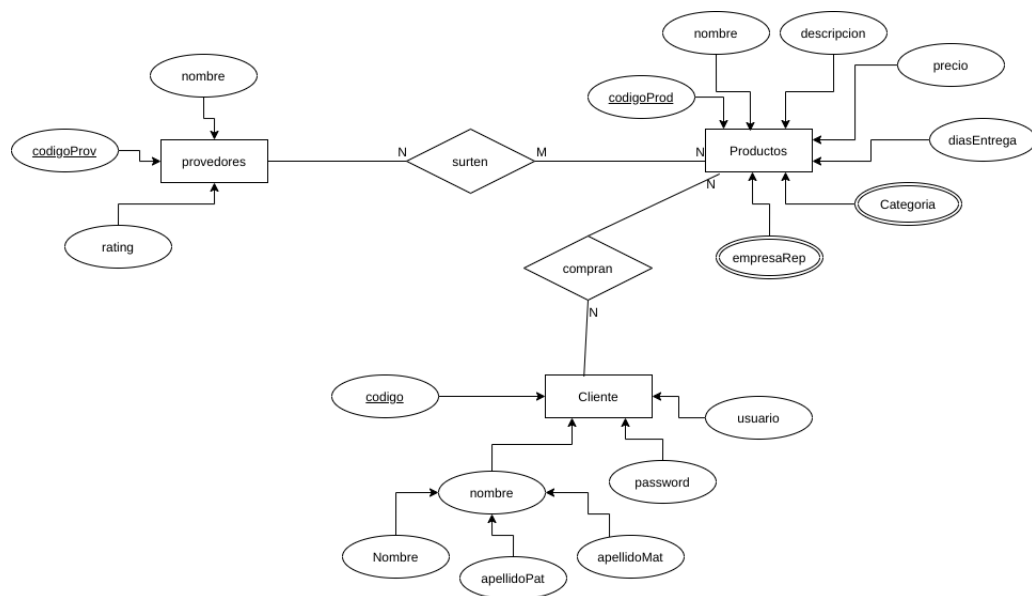 nombre
descripcion
precio
nombre
codigoProd
codigoProv
provedores
N
surten
M
N
Productos
diasEntrega
N
Categoria
rating
empresaRep
compran
N
codigo
Cliente
usuario
nombre
password
Nombre
apellidoMat
apellidoPat